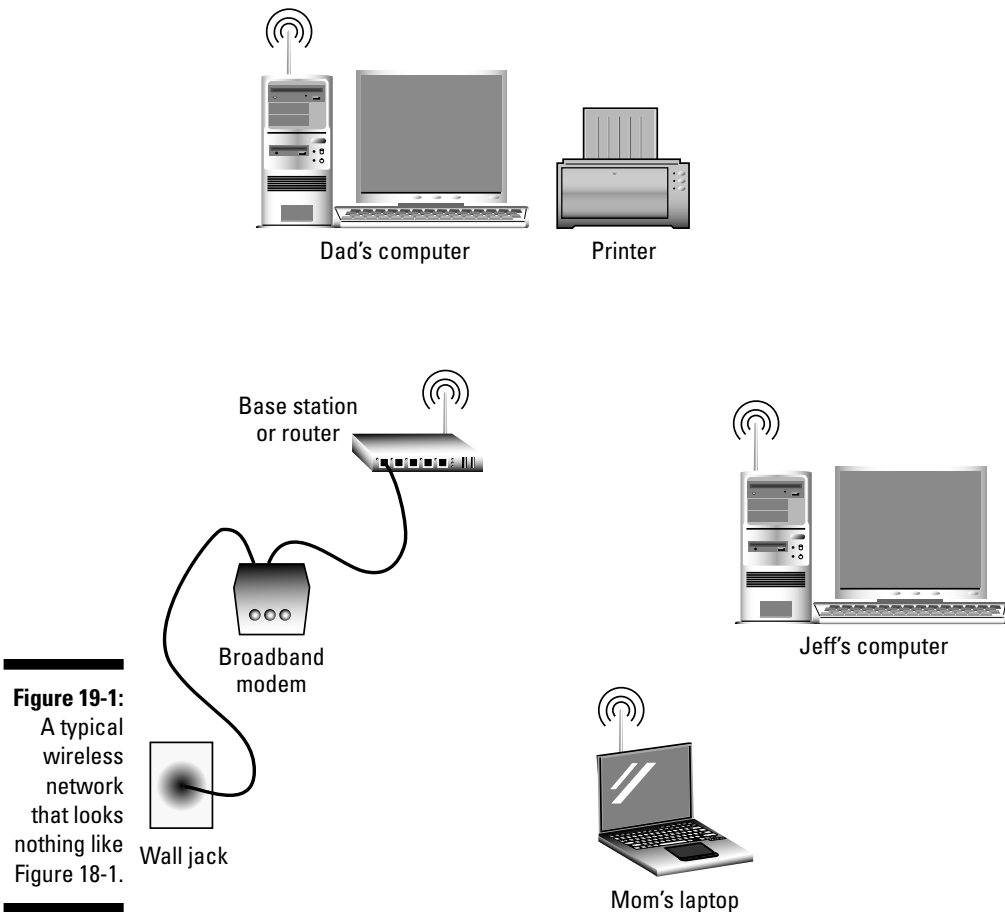 Dad's computer
Printer
Base station
or router
Jeff's computer
Broadband
modem
Figure 19-1:
A typical
wireless
network
that looks
nothing like
Figure 18-1.
Wall jack
Mom's laptop